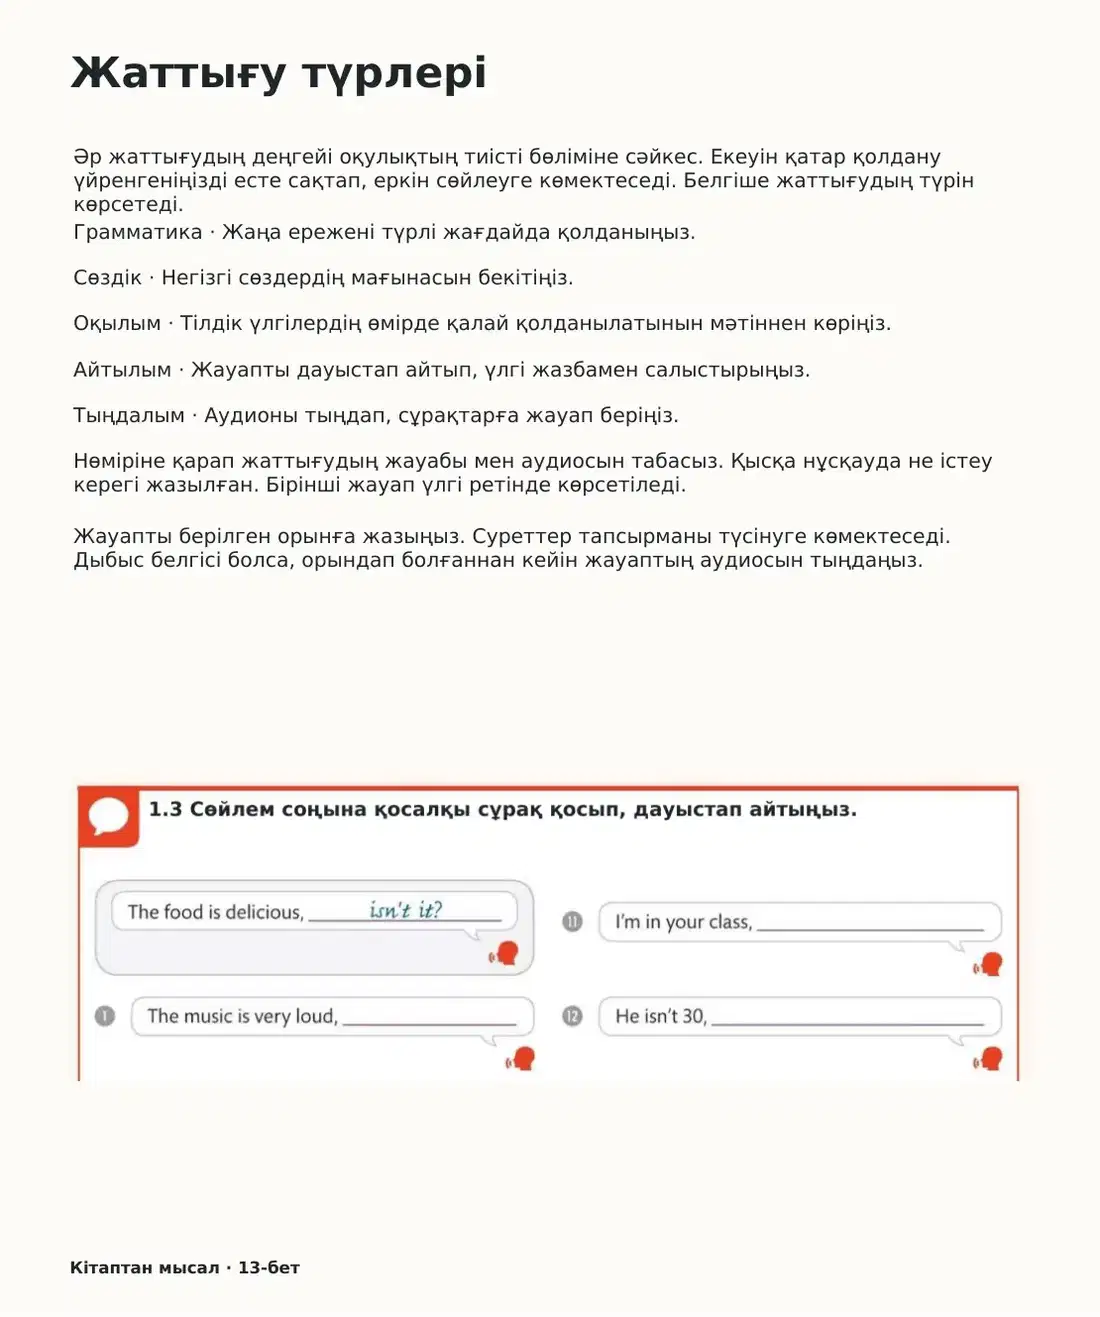 Жаттығу түрлері
Әр жаттығудың деңгейі оқулықтың тиісті бөліміне сәйкес. Екеуін қатар қолдану
үйренгеніңізді есте сақтап, еркін сөйлеуге көмектеседі. Белгіше жаттығудың түрін
көрсетеді.
Грамматика · Жаңа ережені түрлі жағдайда қолданыңыз.
Сөздік · Негізгі сөздердің мағынасын бекітіңіз.
Оқылым · Тілдік үлгілердің өмірде қалай қолданылатынын мәтіннен көріңіз.
Айтылым · Жауапты дауыстап айтып, үлгі жазбамен салыстырыңыз.
Тыңдалым · Аудионы тыңдап, сұрақтарға жауап беріңіз.
Нөміріне қарап жаттығудың жауабы мен аудиосын табасыз. Қысқа нұсқауда не істеу
керегі жазылған. Бірінші жауап үлгі ретінде көрсетіледі.
Жауапты берілген орынға жазыңыз. Суреттер тапсырманы түсінуге көмектеседі.
Дыбыс белгісі болса, орындап болғаннан кейін жауаптың аудиосын тыңдаңыз.
1.3 Сөйлем соңына қосалқы сұрақ қосып, дауыстап айтыңыз.
The food is delicious, isn't it?
1 The music is very loud,
11 I'm in your class,
12 He isn't 30,
Кітаптан мысал · 13-бет